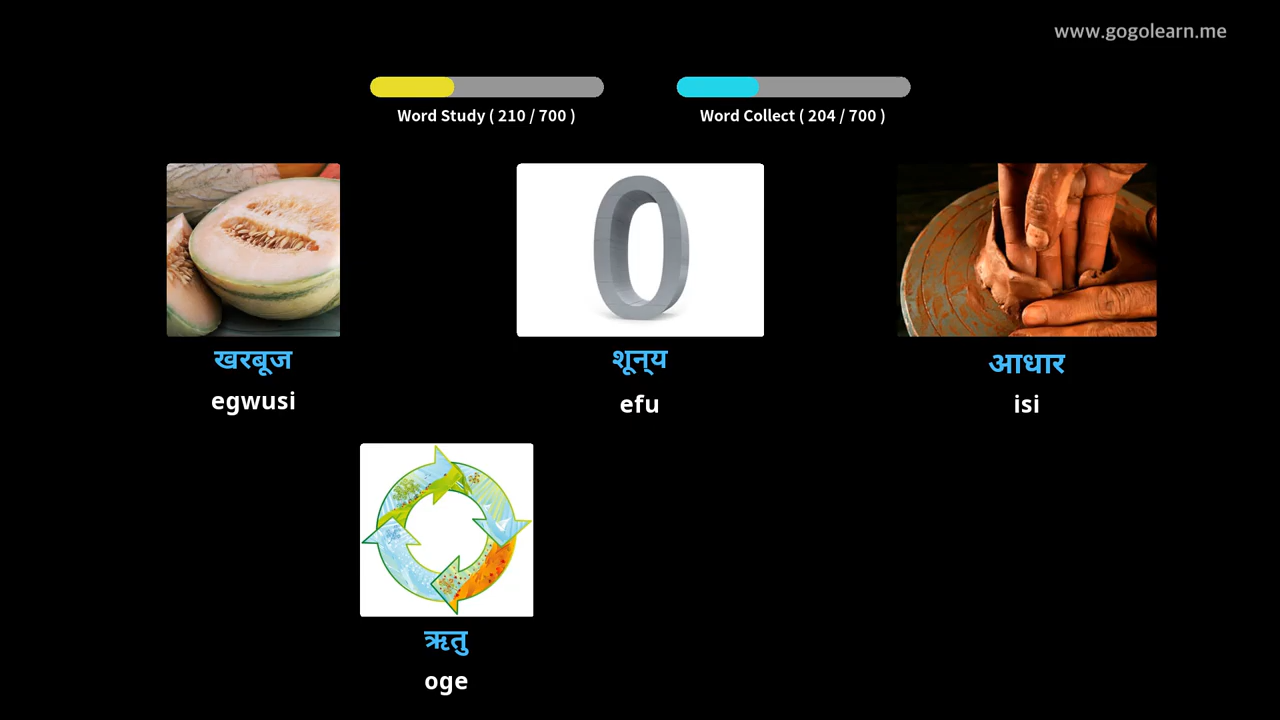 www.gogolearn.me
Word Study ( 210 / 700 )
Word Collect ( 204 / 700 )
खरबूज
egwusi
शून्य
efu
आधार
isi
ऋतु
oge